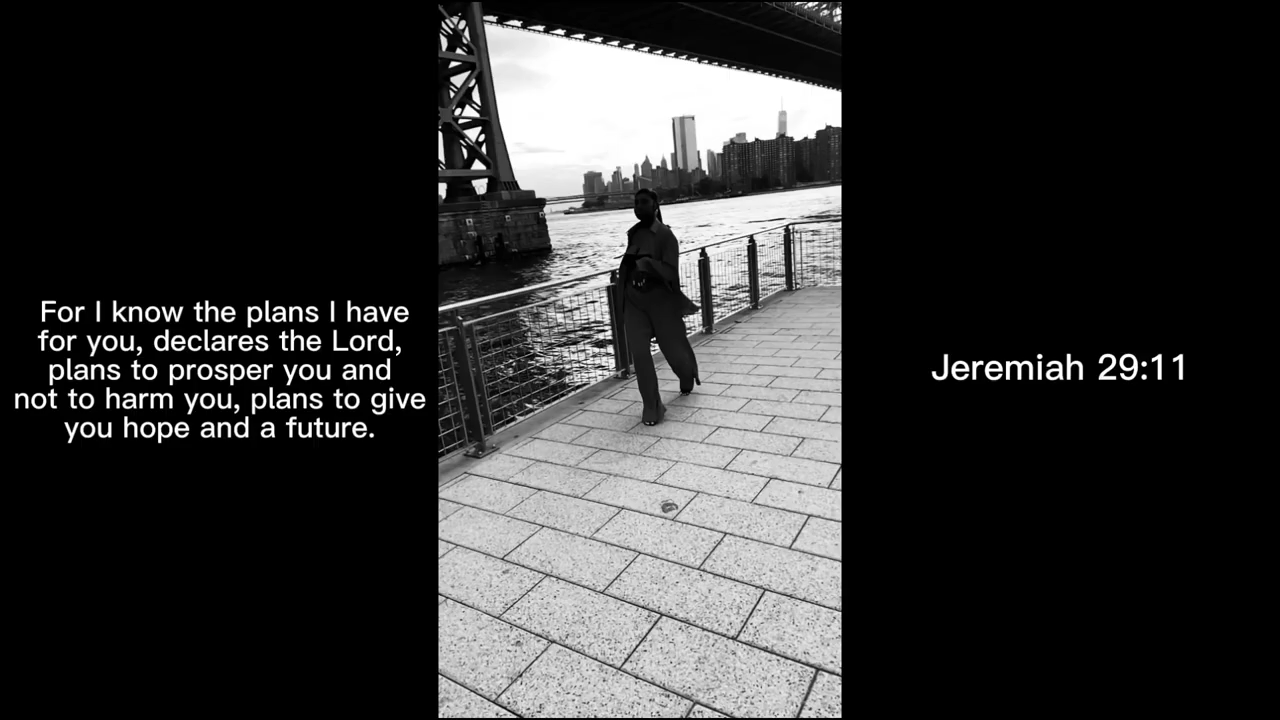 For I know the plans I have
for you, declares the Lord,
plans to prosper you and
not to harm you, plans to give
you hope and a future.
Jeremiah 29:11